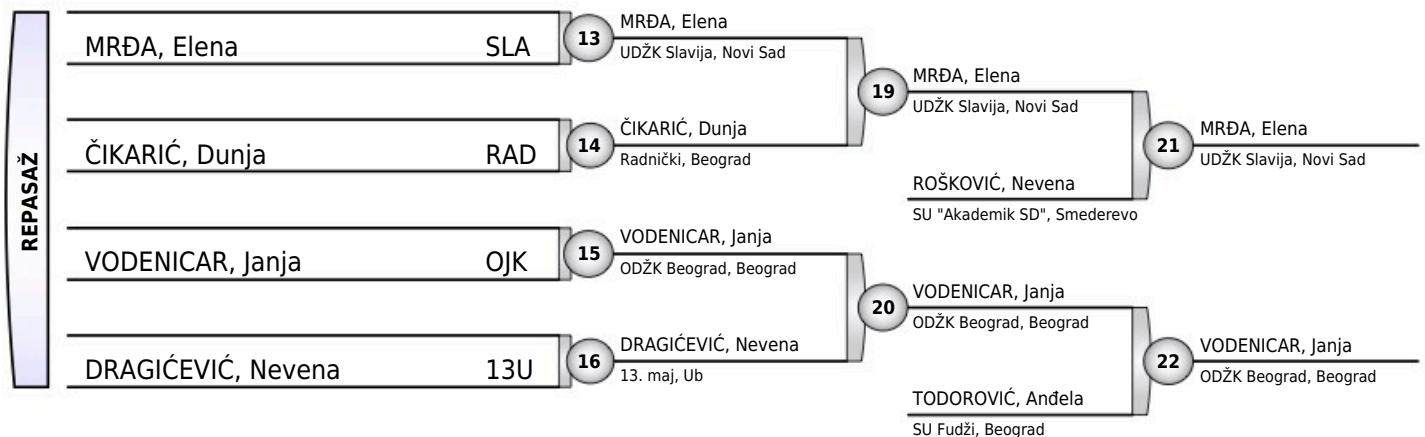 REPASAŽ
MRĐA, Elena SLA
13
MRĐA, Elena
UDŽK Slavija, Novi Sad
19
MRĐA, Elena
UDŽK Slavija, Novi Sad
ČIKARIĆ, Dunja RAD
14
ČIKARIĆ, Dunja
Radnički, Beograd
21
MRĐA, Elena
UDŽK Slavija, Novi Sad
ROŠKOVIĆ, Nevena
SU "Akademik SD", Smederevo
VODENICAR, Janja OJK
15
VODENICAR, Janja
ODŽK Beograd, Beograd
20
VODENICAR, Janja
ODŽK Beograd, Beograd
DRAGIĆEVIĆ, Nevena 13U
16
DRAGIĆEVIĆ, Nevena
13. maj, Ub
22
VODENICAR, Janja
ODŽK Beograd, Beograd
TODOROVIĆ, Anđela
SU Fudži, Beograd